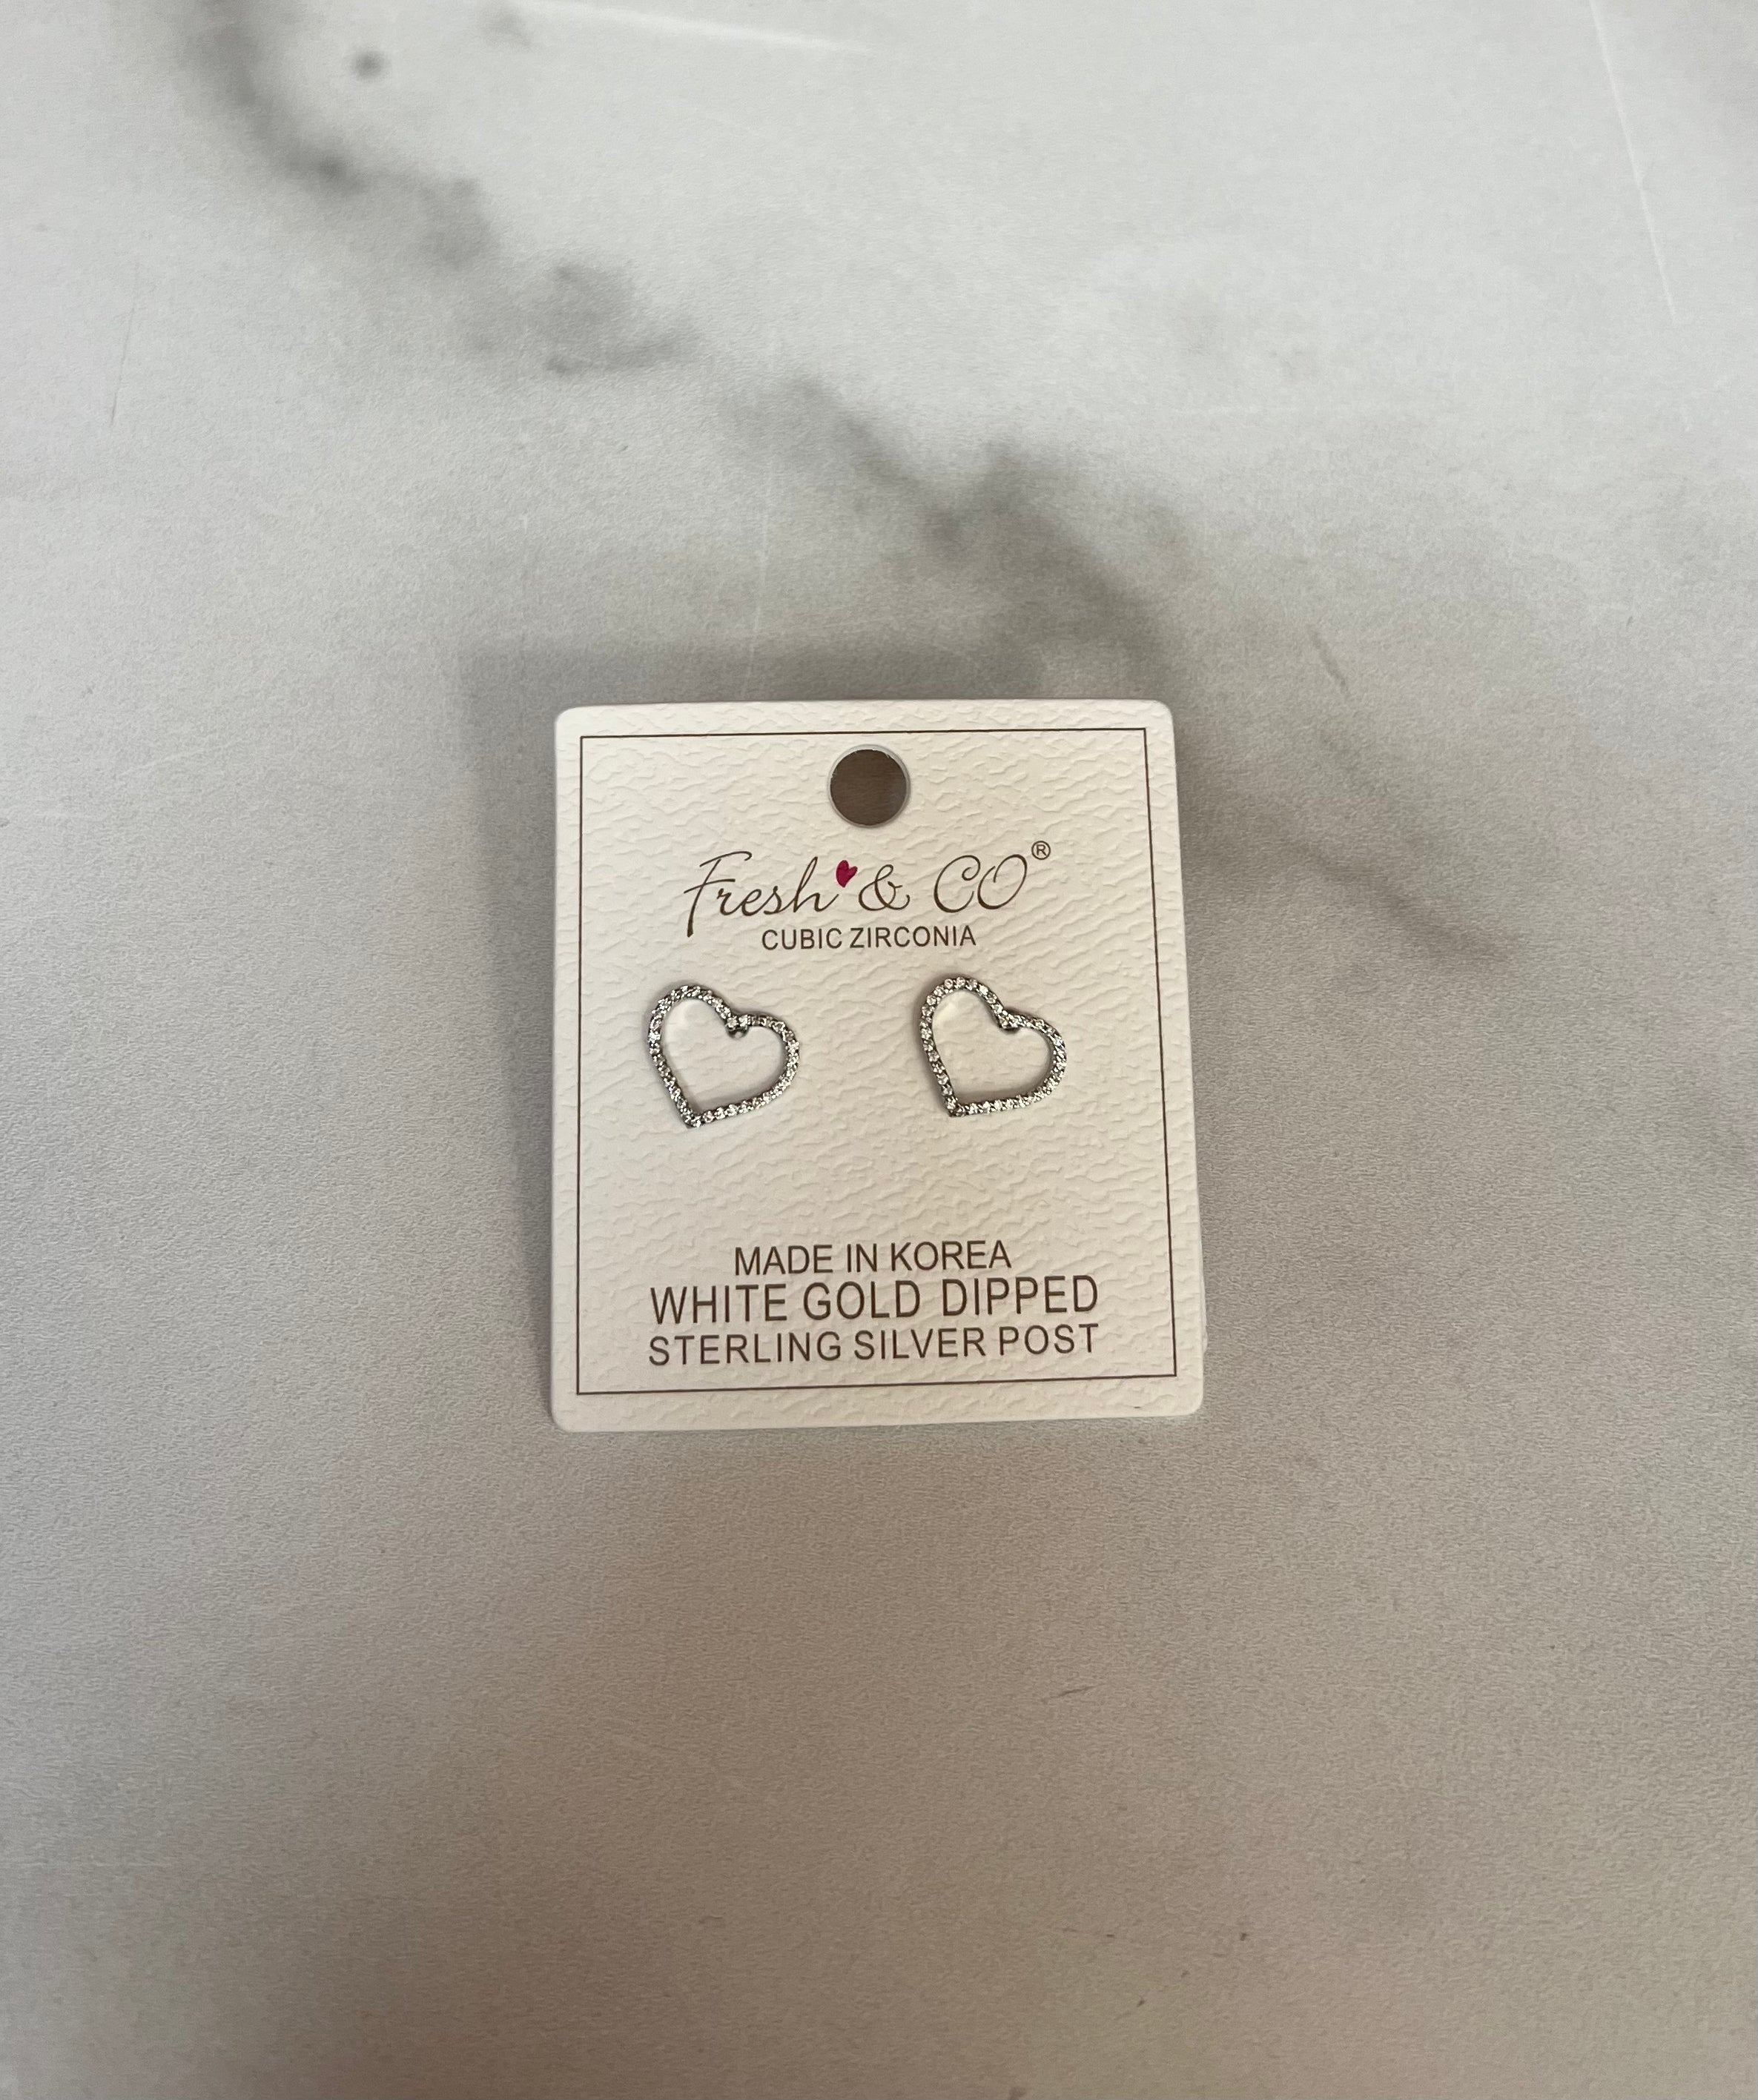 Fresh & CO®
CUBIC ZIRCONIA
MADE IN KOREA
WHITE GOLD DIPPED
STERLING SILVER POST